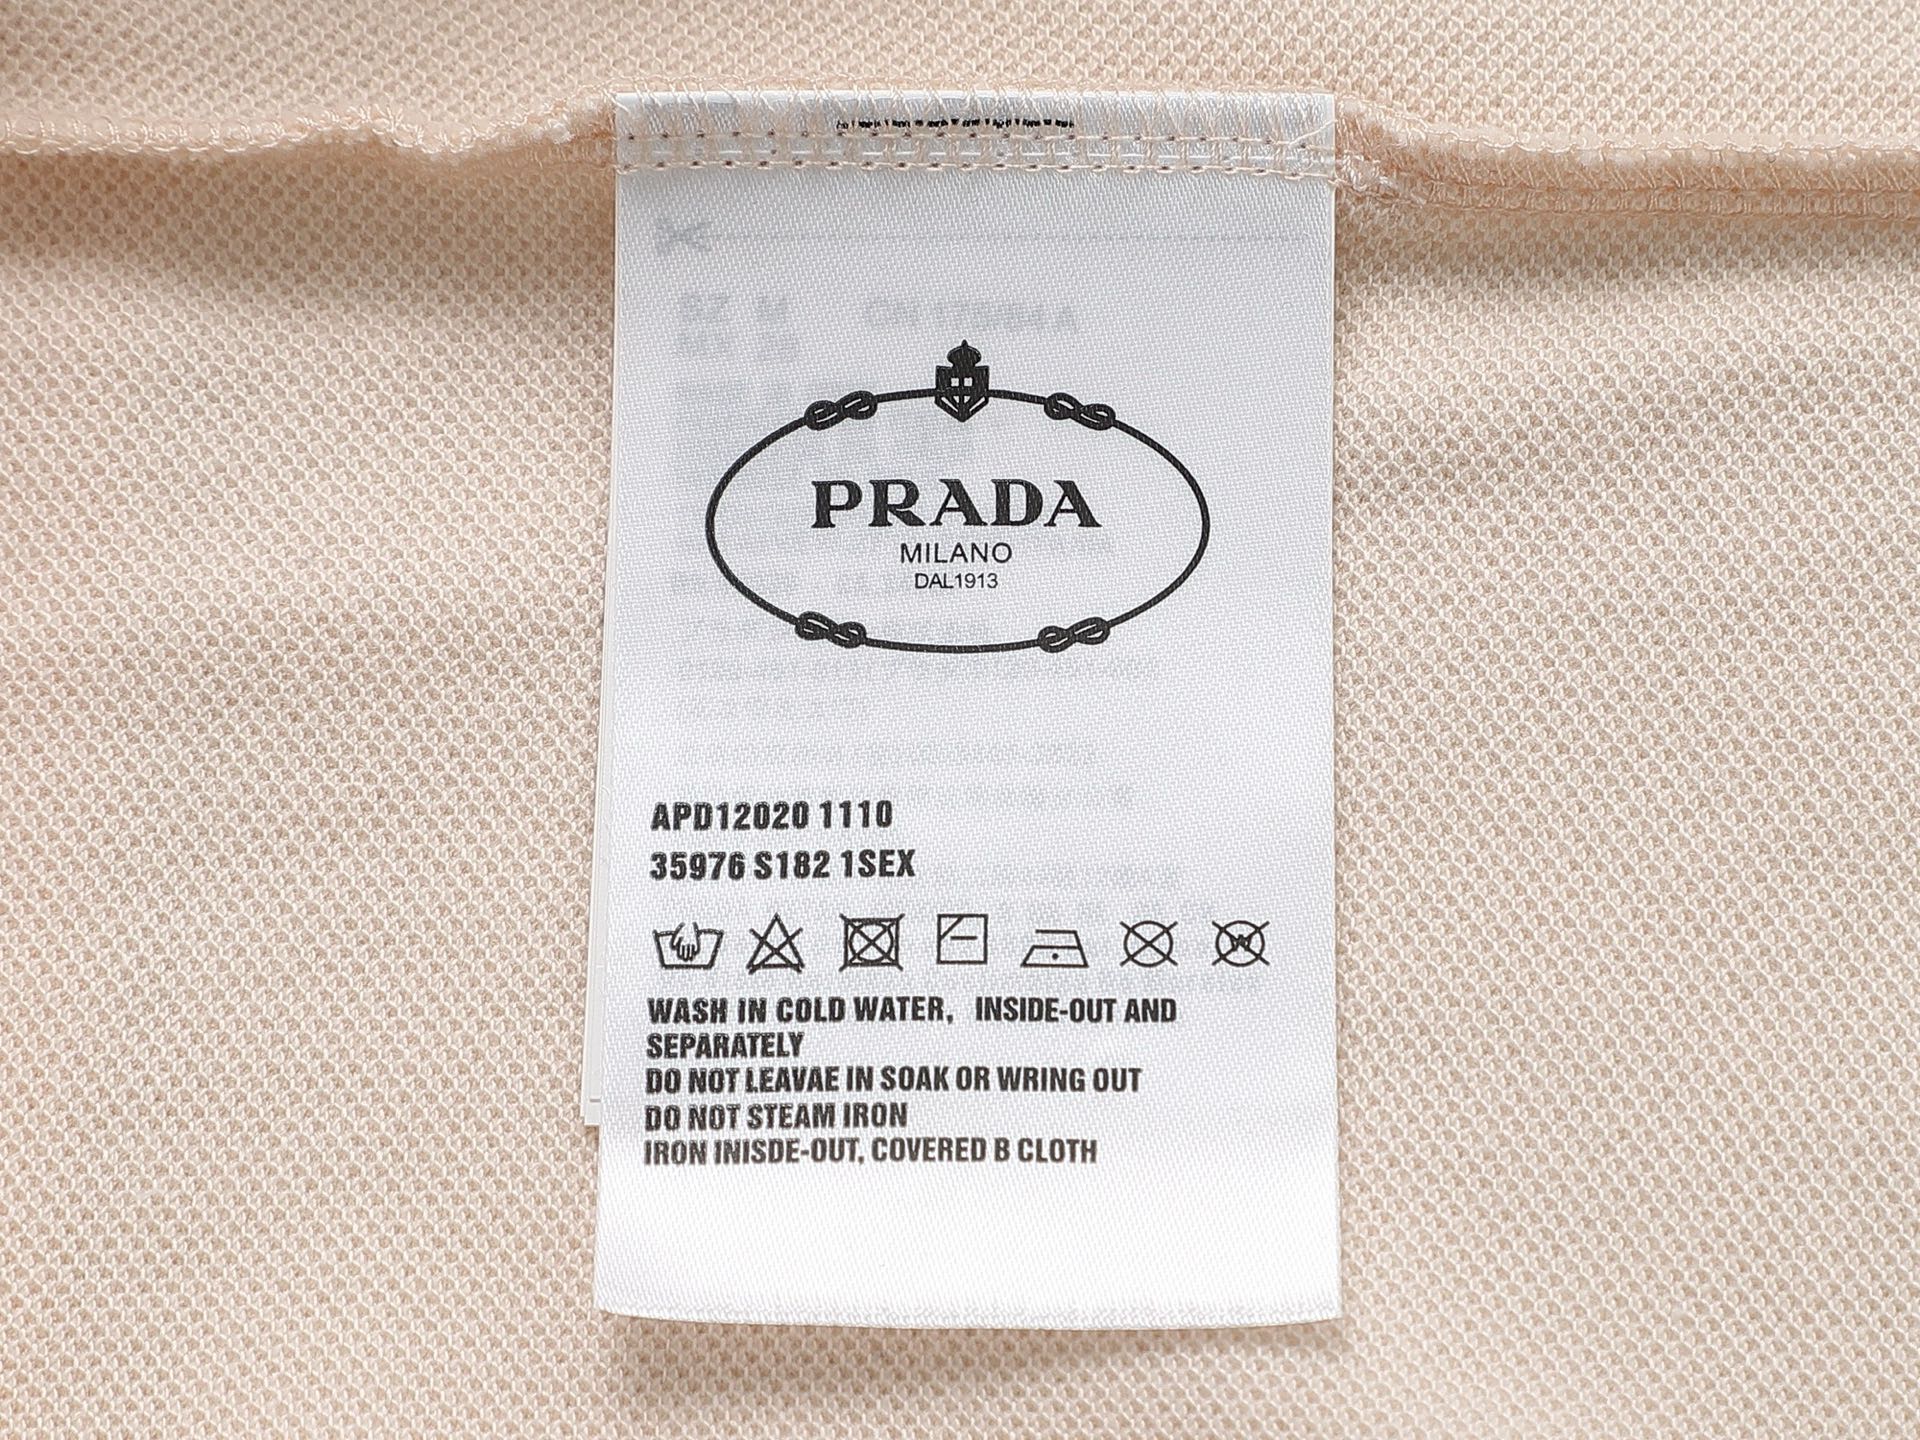 PRADA
MILANO
DAL1913
APD12020 1110
35976 S182 1SEX
W
WASH IN COLD WATER, INSIDE-OUT AND
SEPARATELY
DO NOT LEAVAE IN SOAK OR WRING OUT
DO NOT STEAM IRON
IRON INISDE-OUT, COVERED B CLOTH